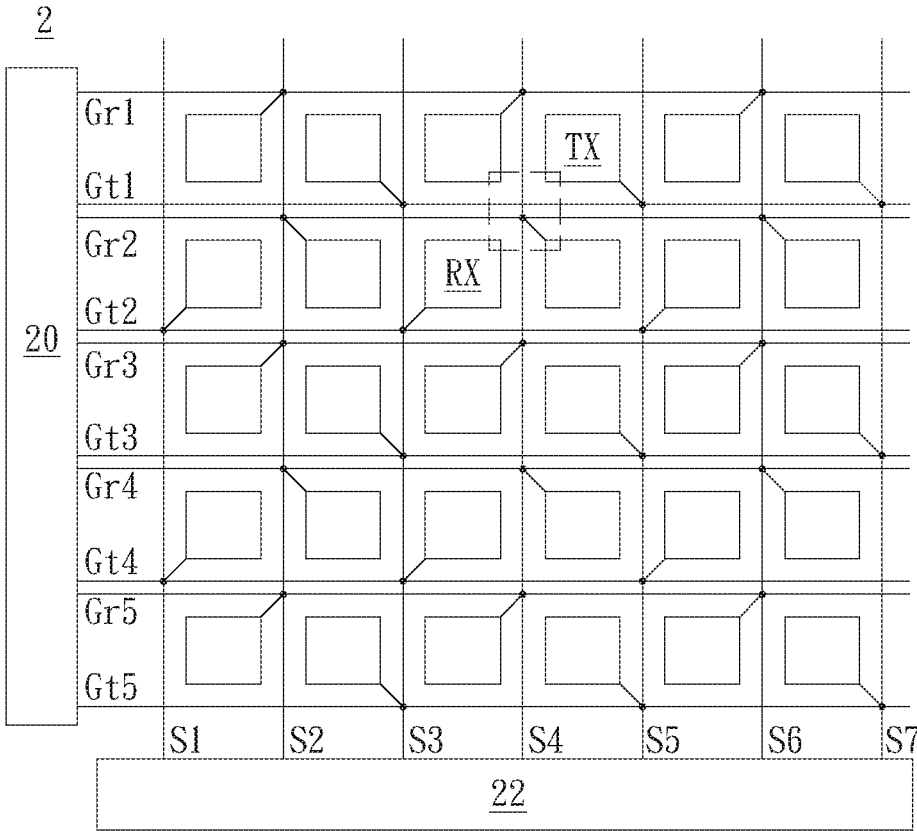 2
Gr1
TX
Gt1
Gr2
RX
Gt2
20
Gr3
Gt3
Gr4
Gt4
Gr5
Gt5
S1 S2 S3 S4 S5 S6 S7
22